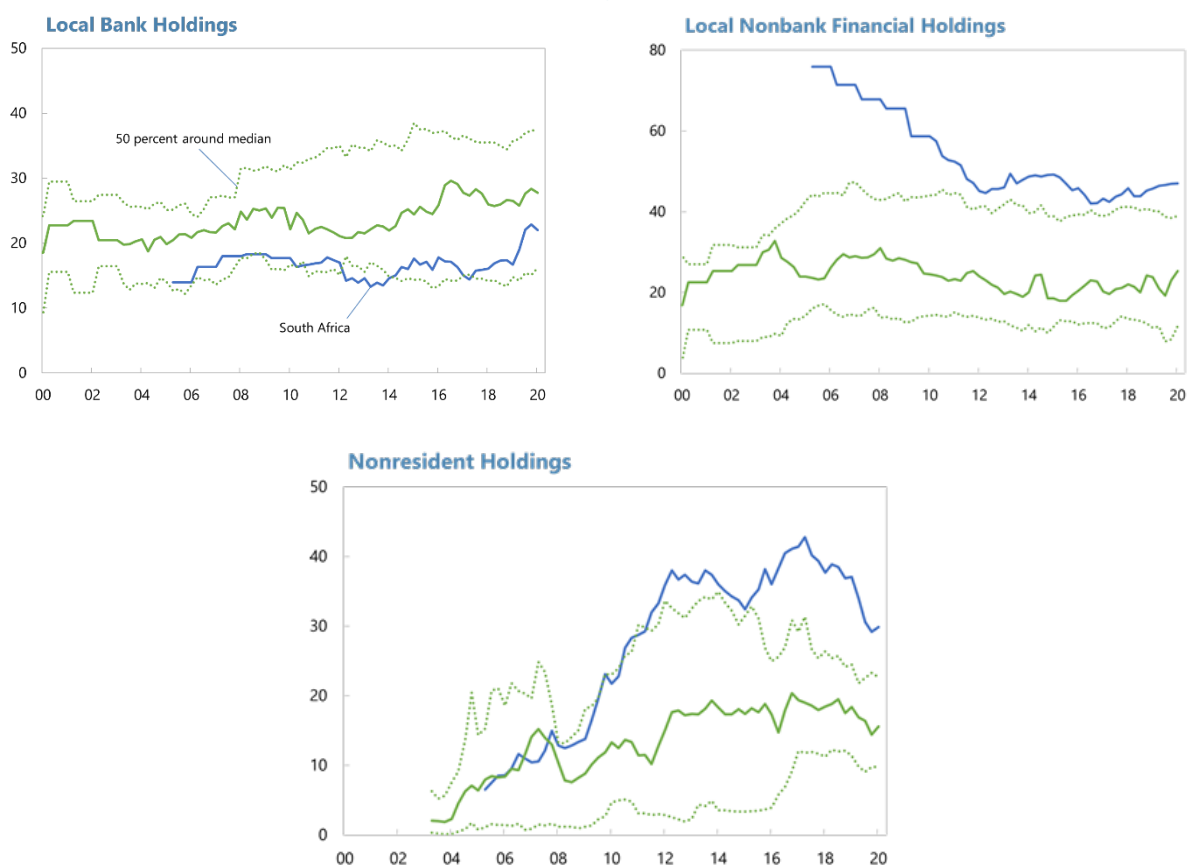 Local Bank Holdings
50
40
30
20
10
0
50 percent around median
South Africa
00 02 04 06 08 10 12 14 16 18 20
Local Nonbank Financial Holdings
80
60
40
20
0
00 02 04 06 08 10 12 14 16 18 20
Nonresident Holdings
50
40
30
20
10
0
00 02 04 06 08 10 12 14 16 18 20